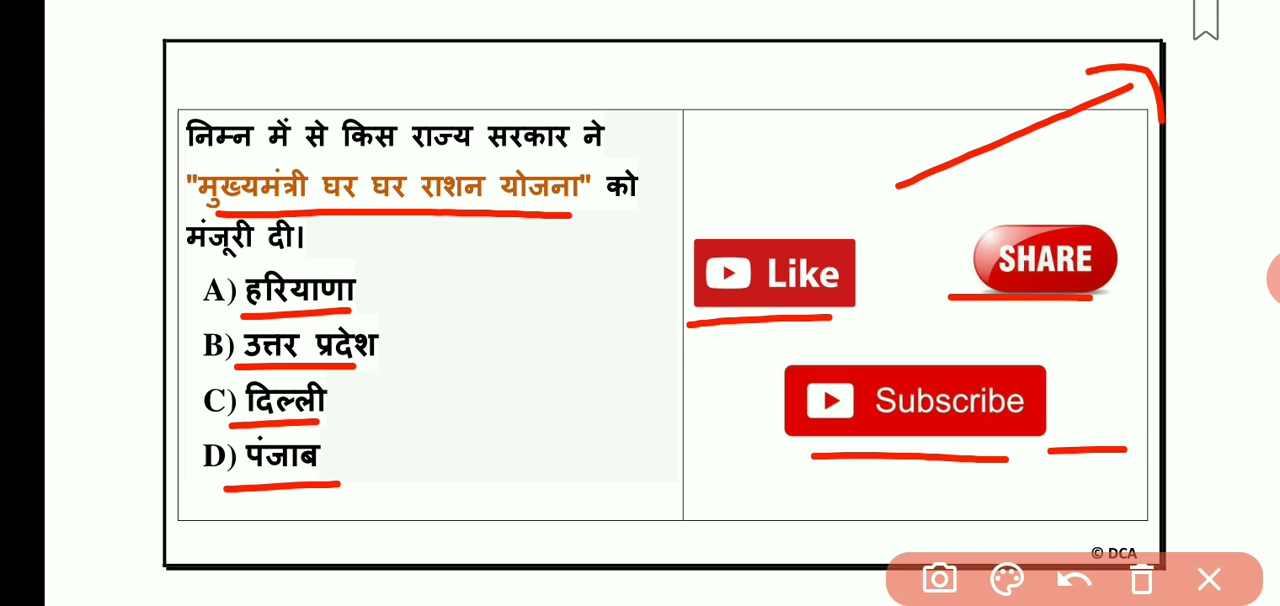 निम्न में से किस राज्य सरकार ने
"मुख्यमंत्री घर घर राशन योजना" को
मंजूरी दी।
A) हरियाणा
B) उत्तर प्रदेश
C) दिल्ली
D) पंजाब
Like
SHARE
Subscribe
© DCA